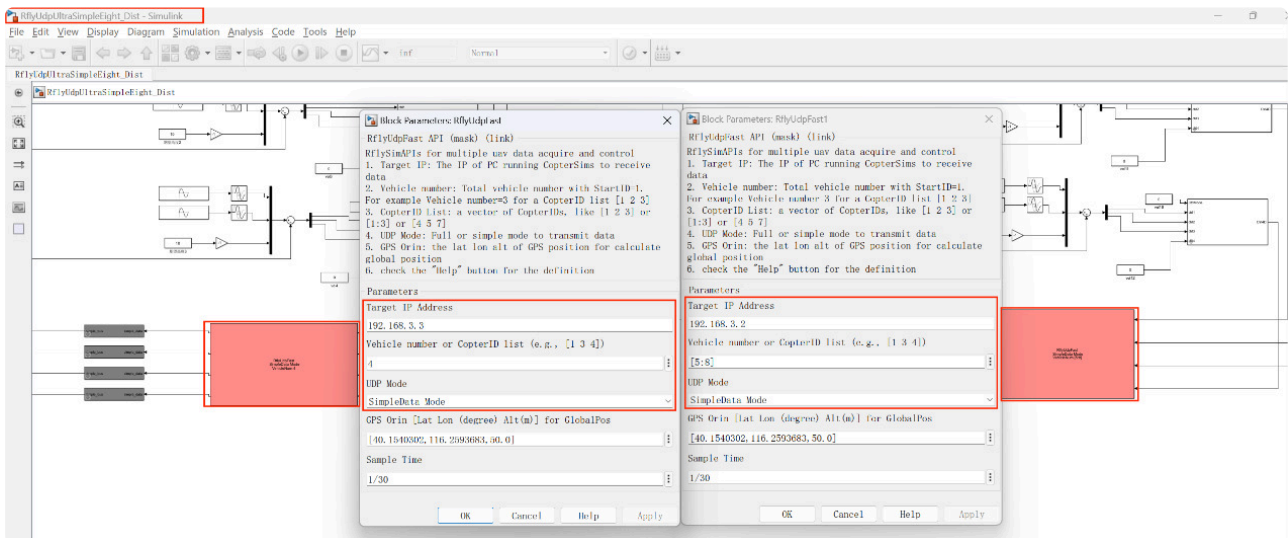 RflyUdpUltraSimpleEight_Dist - Simulink
File Edit View Display Diagram Simulation Analysis Code Tools Help
inf
Normal
RflyUdpUltraSimpleEight_Dist
RflyUdpUltraSimpleEight_Dist
Block Parameters: RflyUdpFast
RflyUdpFast API (mask) (link)
RflySimAPIs for multiple uav data acquire and control
1. Target IP: The IP of PC running CopterSims to receive
data
2. Vehicle number: Total vehicle number with StartID=1.
For example Vehicle number=3 for a CopterID list [1 2 3]
3. CopterID List: a vector of CopterIDs, like [1 2 3] or
[1:3] or [4 5 7]
4. UDP Mode: Full or simple mode to transmit data
5. GPS Orin: the lat lon alt of GPS position for calculate
global position
6. check the "Help" button for the definition
Parameters
Target IP Address
192.168.3.3
Vehicle number or CopterID list (e.g., [1 3 4])
4
UDP Mode
SimpleData Mode
GPS Orin [Lat Lon (degree) Alt(m)] for GlobalPos
[40.1540302,116.2593683,50.0]
Sample Time
1/30
OK Cancel Help Apply
Block Parameters: RflyUdpFast1
RflyUdpFast API (mask) (link)
RflySimAPIs for multiple uav data acquire and control
1. Target IP: The IP of PC running CopterSims to receive
data
2. Vehicle number: Total vehicle number with StartID=1.
For example Vehicle number=3 for a CopterID list [1 2 3]
3. CopterID List: a vector of CopterIDs, like [1 2 3] or
[1:3] or [4 5 7]
4. UDP Mode: Full or simple mode to transmit data
5. GPS Orin: the lat lon alt of GPS position for calculate
global position
6. check the "Help" button for the definition
Parameters
Target IP Address
192.168.3.2
Vehicle number or CopterID list (e.g., [1 3 4])
[5:8]
UDP Mode
SimpleData Mode
GPS Orin [Lat Lon (degree) Alt(m)] for GlobalPos
[40.1540302,116.2593683,50.0]
Sample Time
1/30
OK Cancel Help Apply